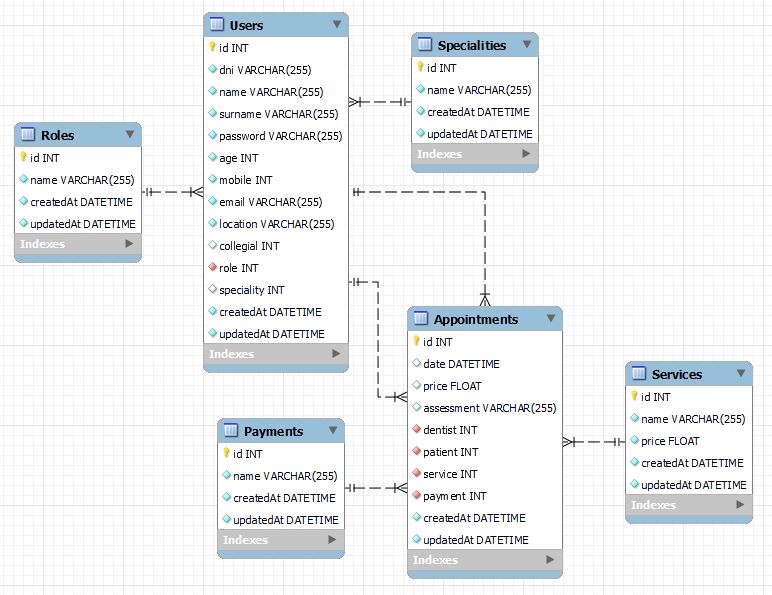 Users
id INT
dni VARCHAR(255)
name VARCHAR(255)
surname VARCHAR(255)
password VARCHAR(255)
age INT
mobile INT
email VARCHAR(255)
location VARCHAR(255)
collegial INT
role INT
speciality INT
createdAt DATETIME
updatedAt DATETIME
Indexes
Specialities
id INT
name VARCHAR(255)
createdAt DATETIME
updatedAt DATETIME
Indexes
Roles
id INT
name VARCHAR(255)
createdAt DATETIME
updatedAt DATETIME
Indexes
Appointments
id INT
date DATETIME
price FLOAT
assessment VARCHAR(255)
dentist INT
patient INT
service INT
payment INT
createdAt DATETIME
updatedAt DATETIME
Indexes
Services
id INT
name VARCHAR(255)
price FLOAT
createdAt DATETIME
updatedAt DATETIME
Indexes
Payments
id INT
name VARCHAR(255)
createdAt DATETIME
updatedAt DATETIME
Indexes